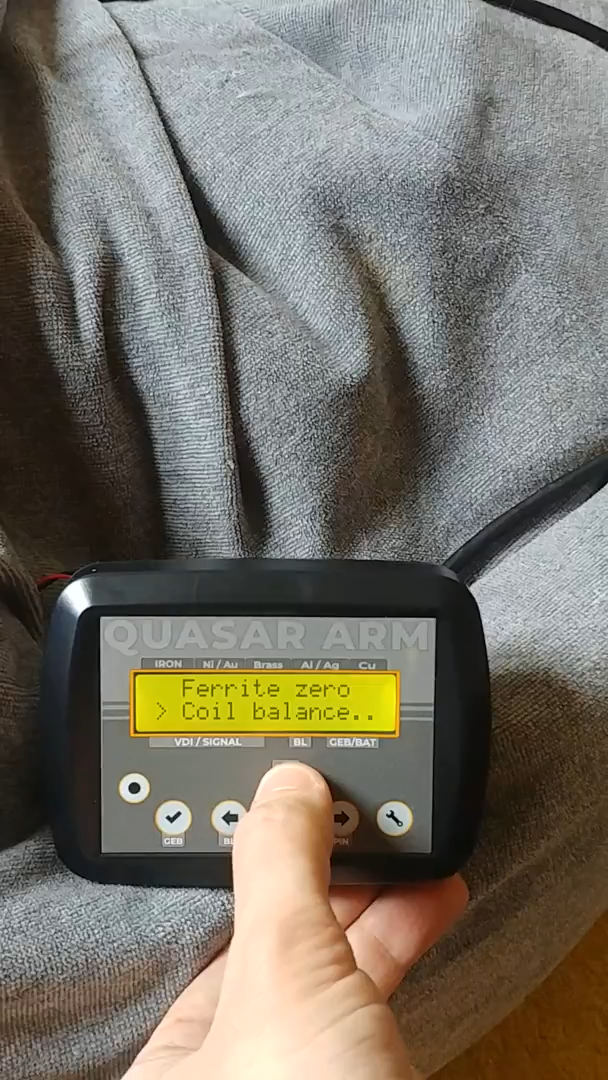 QUASAR ARM
IRON Ni / Au Brass Al / Ag Cu
Ferrite zero
> Coil balance..
VDI / SIGNAL BL GEB/BAT
GEB